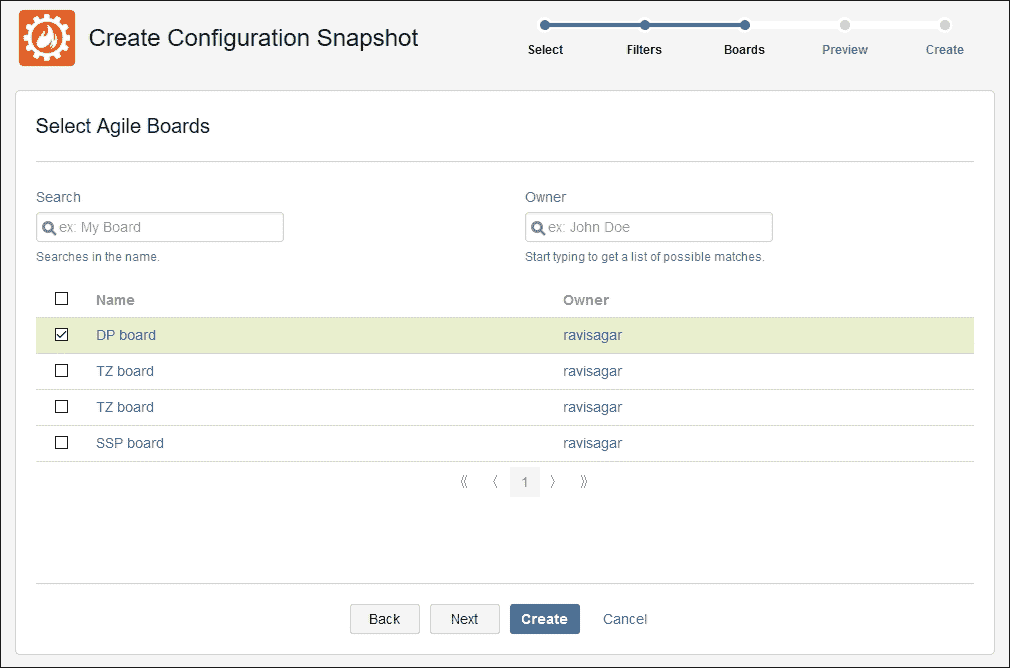 Create Configuration Snapshot
Select Filters Boards Preview Create
Select Agile Boards
Search Owner
ex: My Board ex: John Doe
Searches in the name. Start typing to get a list of possible matches.
Name Owner
DP board ravisagar
TZ board ravisagar
TZ board ravisagar
SSP board ravisagar
《 〈 1 〉 》
Back Next Create Cancel